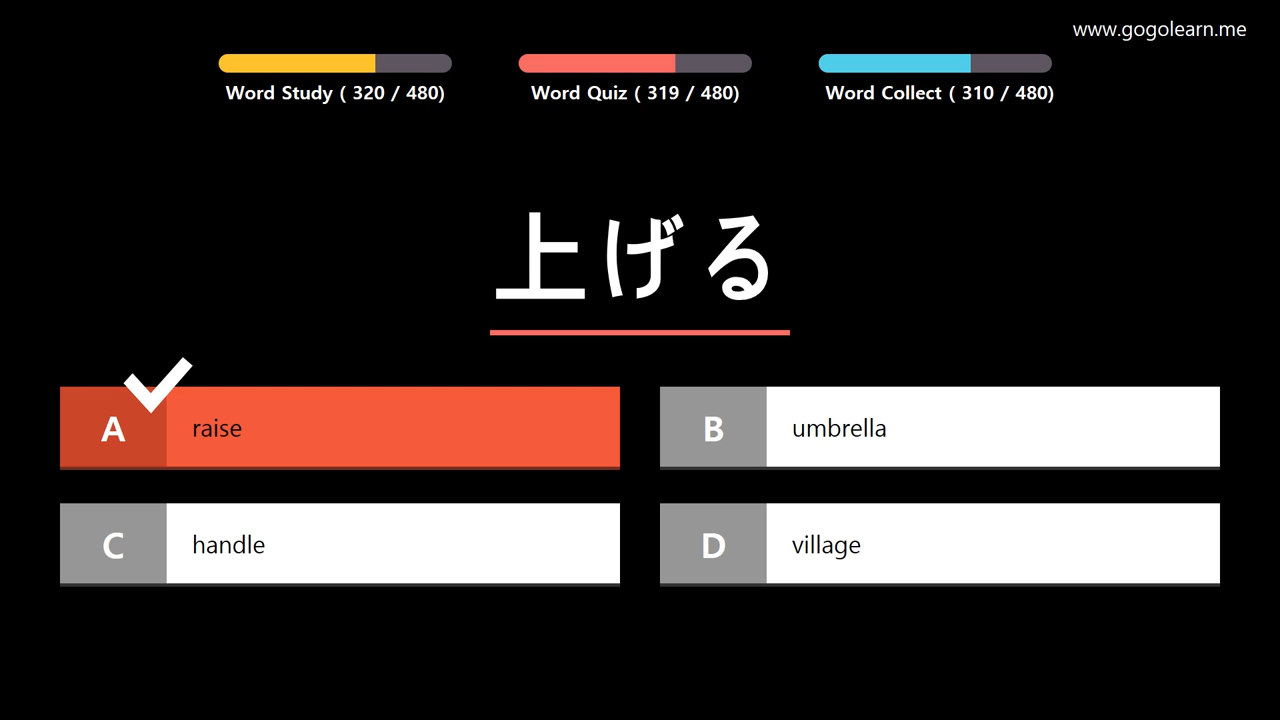 www.gogolearn.me
Word Study ( 320 / 480)
Word Quiz ( 319 / 480)
Word Collect ( 310 / 480)
上げる
A raise
B umbrella
C handle
D village